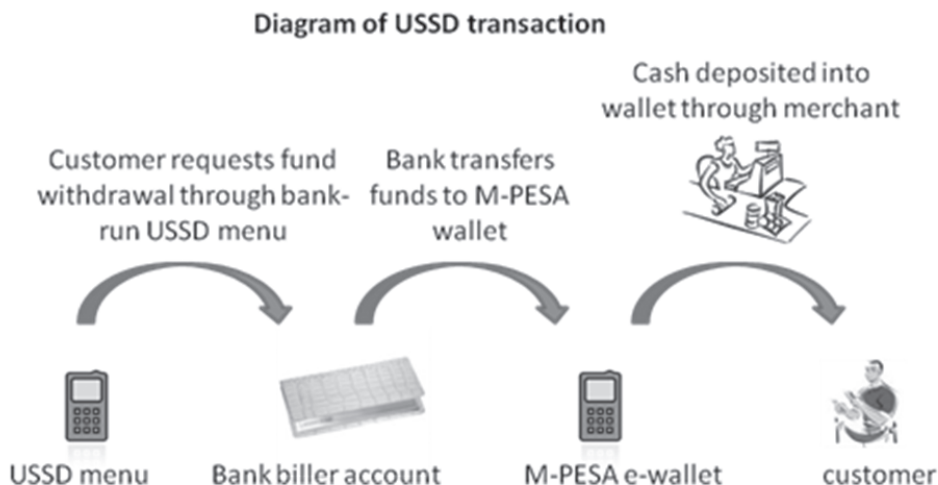 Diagram of USSD transaction
Cash deposited into
wallet through merchant
Customer requests fund
withdrawal through bank-
run USSD menu
Bank transfers
funds to M-PESA
wallet
USSD menu
Bank biller account
M-PESA e-wallet
customer